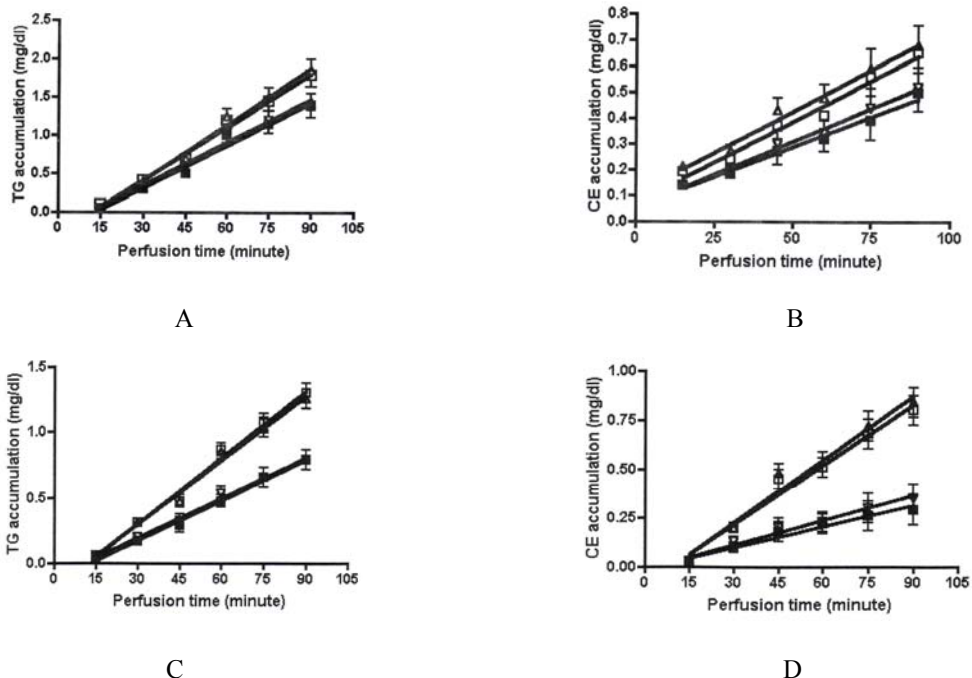 TG accumulation (mg/dl)
2.5
2.0
1.5
1.0
0.5
0.0
0 15 30 45 60 75 90 105
Perfusion time (minute)
A
CE accumulation (mg/dl)
0.8
0.7
0.6
0.5
0.4
0.3
0.2
0.1
0.0
0 25 50 75 100
Perfusion time (minute)
B
TG accumulation (mg/dl)
1.5
1.0
0.5
0.0
0 15 30 45 60 75 90 105
Perfusion time (minute)
C
CE accumulation (mg/dl)
1.00
0.75
0.50
0.25
0.00
0 15 30 45 60 75 90 105
Perfusion time (minute)
D